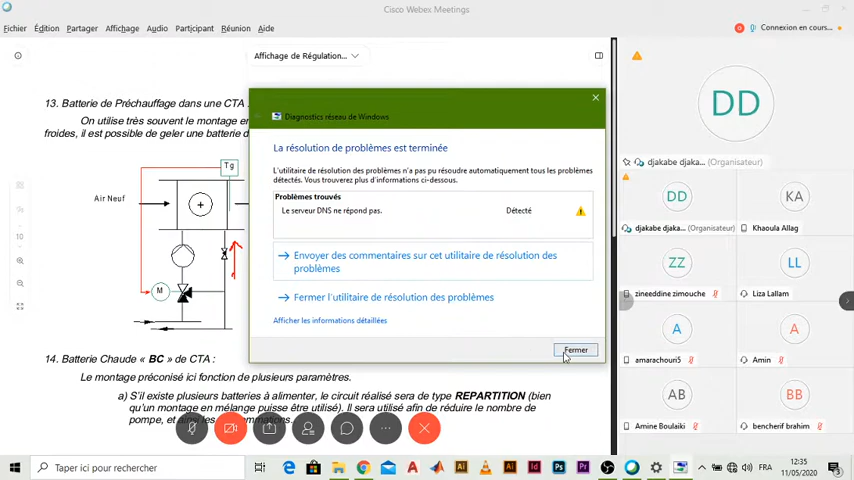 Cisco Webex Meetings
Fichier Édition Partager Affichage Audio Participant Réunion Aide
Connexion en cours...
Affichage de Régulation...
13. Batterie de Préchauffage dans une CTA :
On utilise très souvent le montage en
froides, il est possible de geler une batterie d
Tg
Air Neuf
M
10
Diagnostics réseau de Windows
La résolution de problèmes est terminée
L'utilitaire de résolution des problèmes n'a pas pu résoudre automatiquement tous les problèmes
détectés. Vous trouverez plus d'informations ci-dessous.
Problèmes trouvés
Le serveur DNS ne répond pas.
Détecté
Envoyer des commentaires sur cet utilitaire de résolution des
problèmes
Fermer l'utilitaire de résolution des problèmes
Afficher les informations détaillées
Fermer
14. Batterie Chaude « BC » de CTA :
Le montage préconisé ici fonction de plusieurs paramètres.
a) S'il existe plusieurs batteries à alimenter, le circuit réalisé sera de type REPARTITION (bien
qu'un montage en mélange puisse être utilisé). Il sera utilisé afin de réduire le nombre de
pompe, et
DD
djakabe djaka... (Organisateur)
DD
djakabe djaka... (Organisateur)
KA
Khaoula Allag
ZZ
zineeddine zimouche
LL
Liza Lallam
A
amarachouri5
A
Amin
AB
Amine Boulaiki
BB
bencherif brahim
Taper ici pour rechercher
FRA
12:35
11/05/2020
3